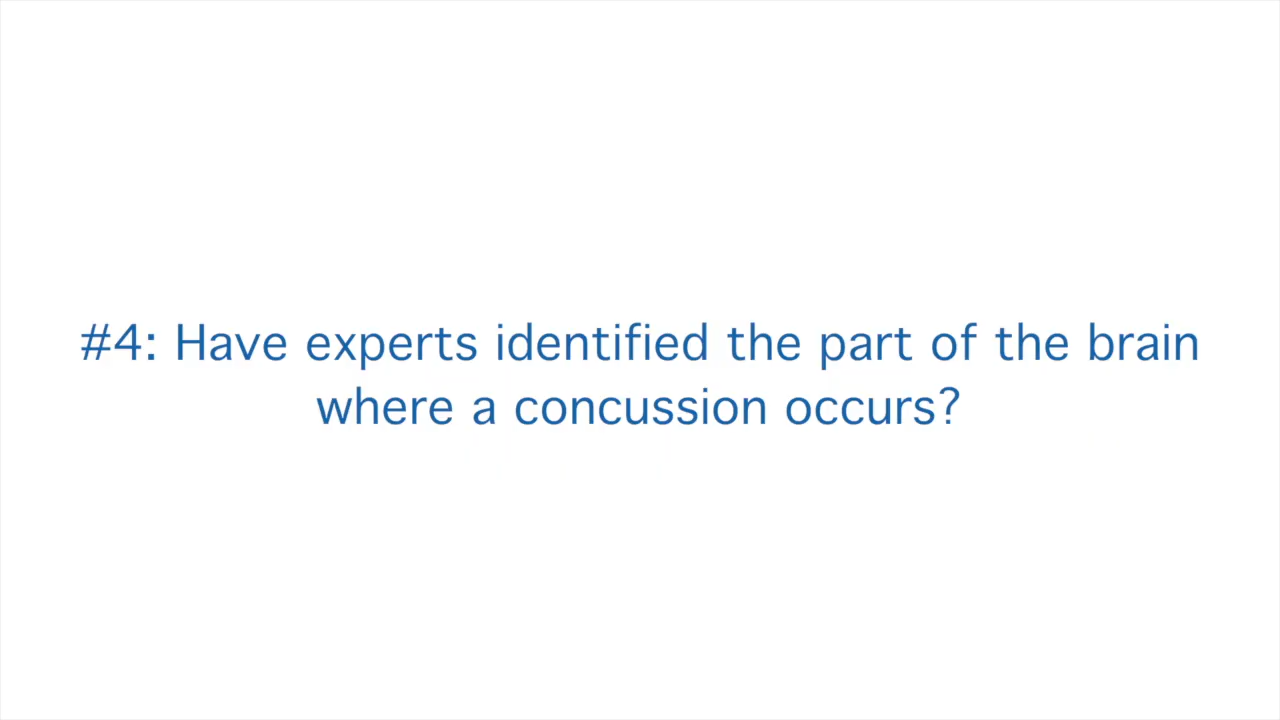 #4: Have experts identified the part of the brain
where a concussion occurs?